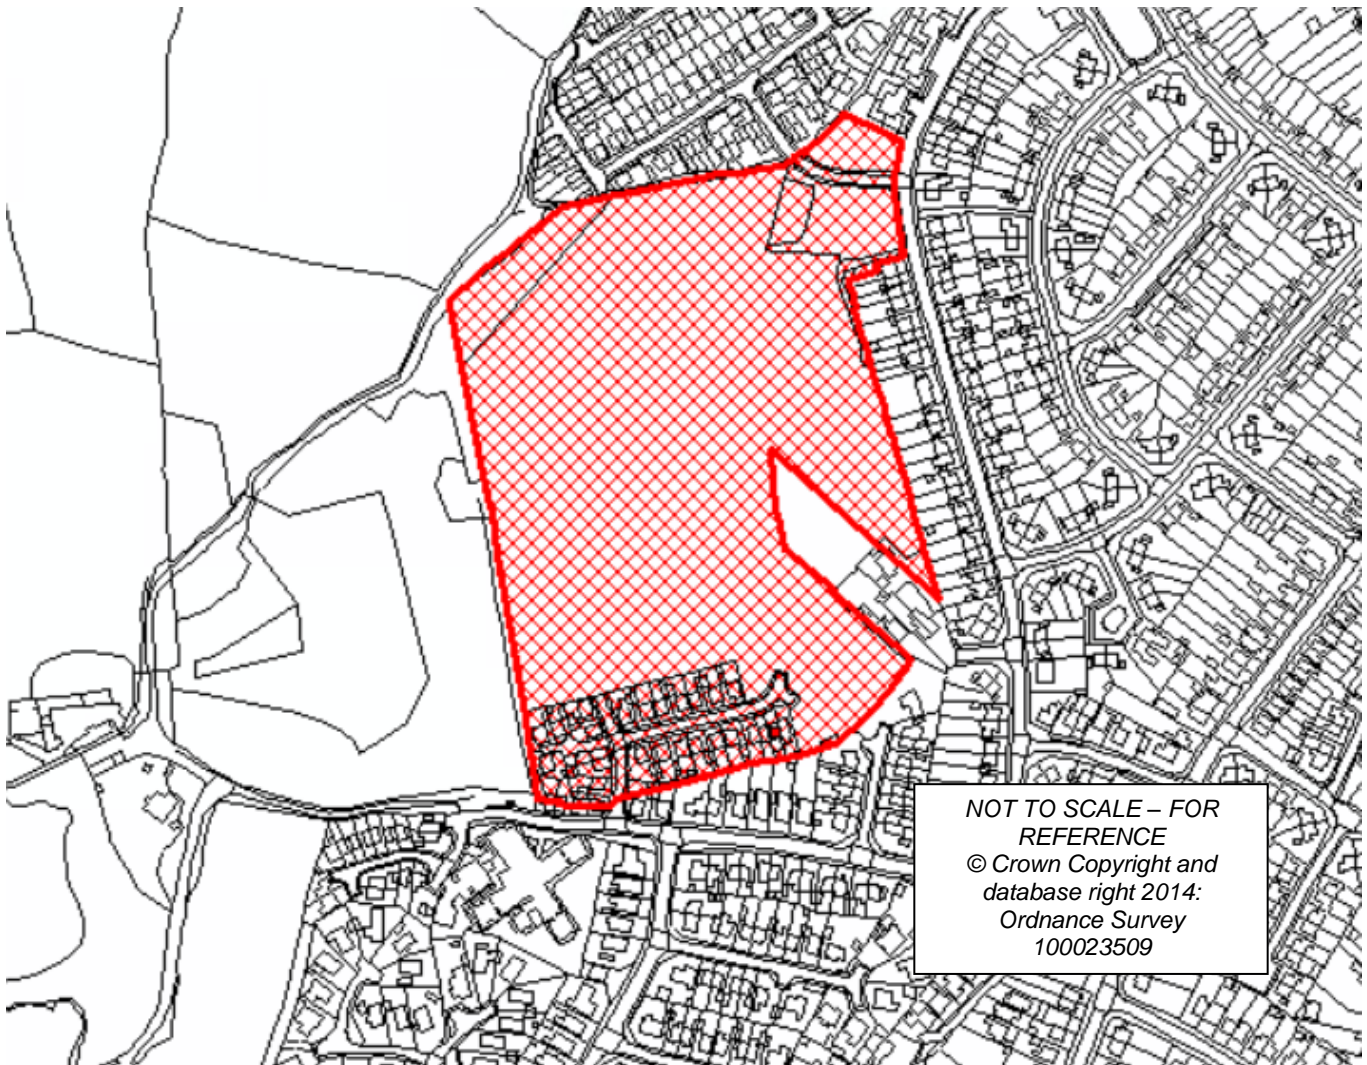 NOT TO SCALE – FOR
REFERENCE
© Crown Copyright and
database right 2014:
Ordnance Survey
100023509